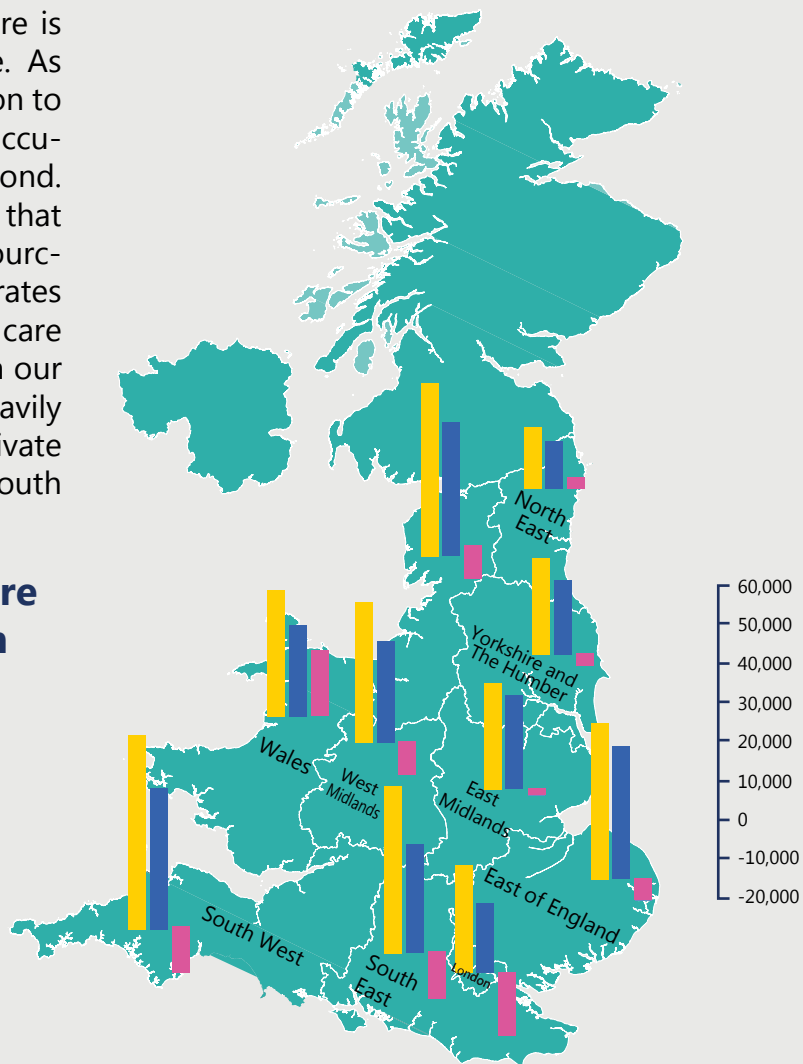 re is
e. As
on to
ccu-
ond.
that
ourc-
rates
care
n our
avily
ivate
outh
re
n
North
East
Yorkshire and
The Humber
Wales
West
Midlands
East
Midlands
East of England
South West
South
East
London
60,000
50,000
40,000
30,000
20,000
10,000
0
-10,000
-20,000